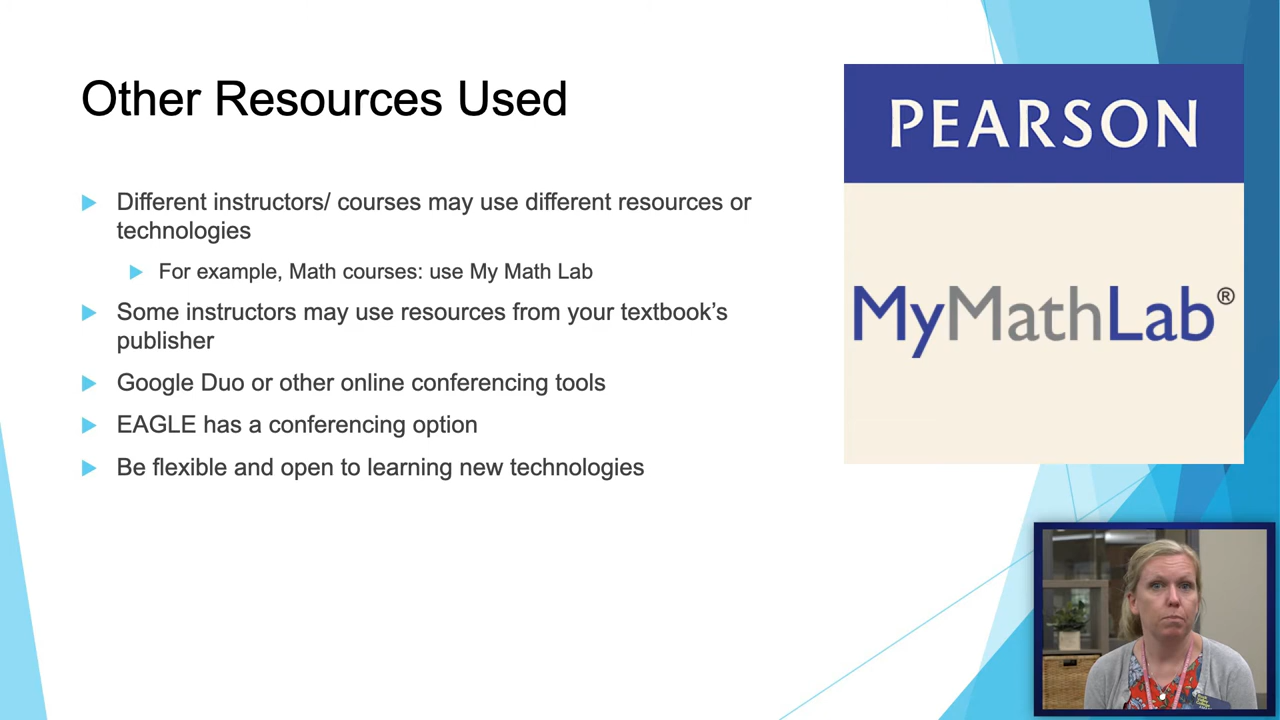 Other Resources Used
Different instructors/ courses may use different resources or
technologies
For example, Math courses: use My Math Lab
Some instructors may use resources from your textbook's
publisher
Google Duo or other online conferencing tools
EAGLE has a conferencing option
Be flexible and open to learning new technologies
PEARSON
MyMathLab®